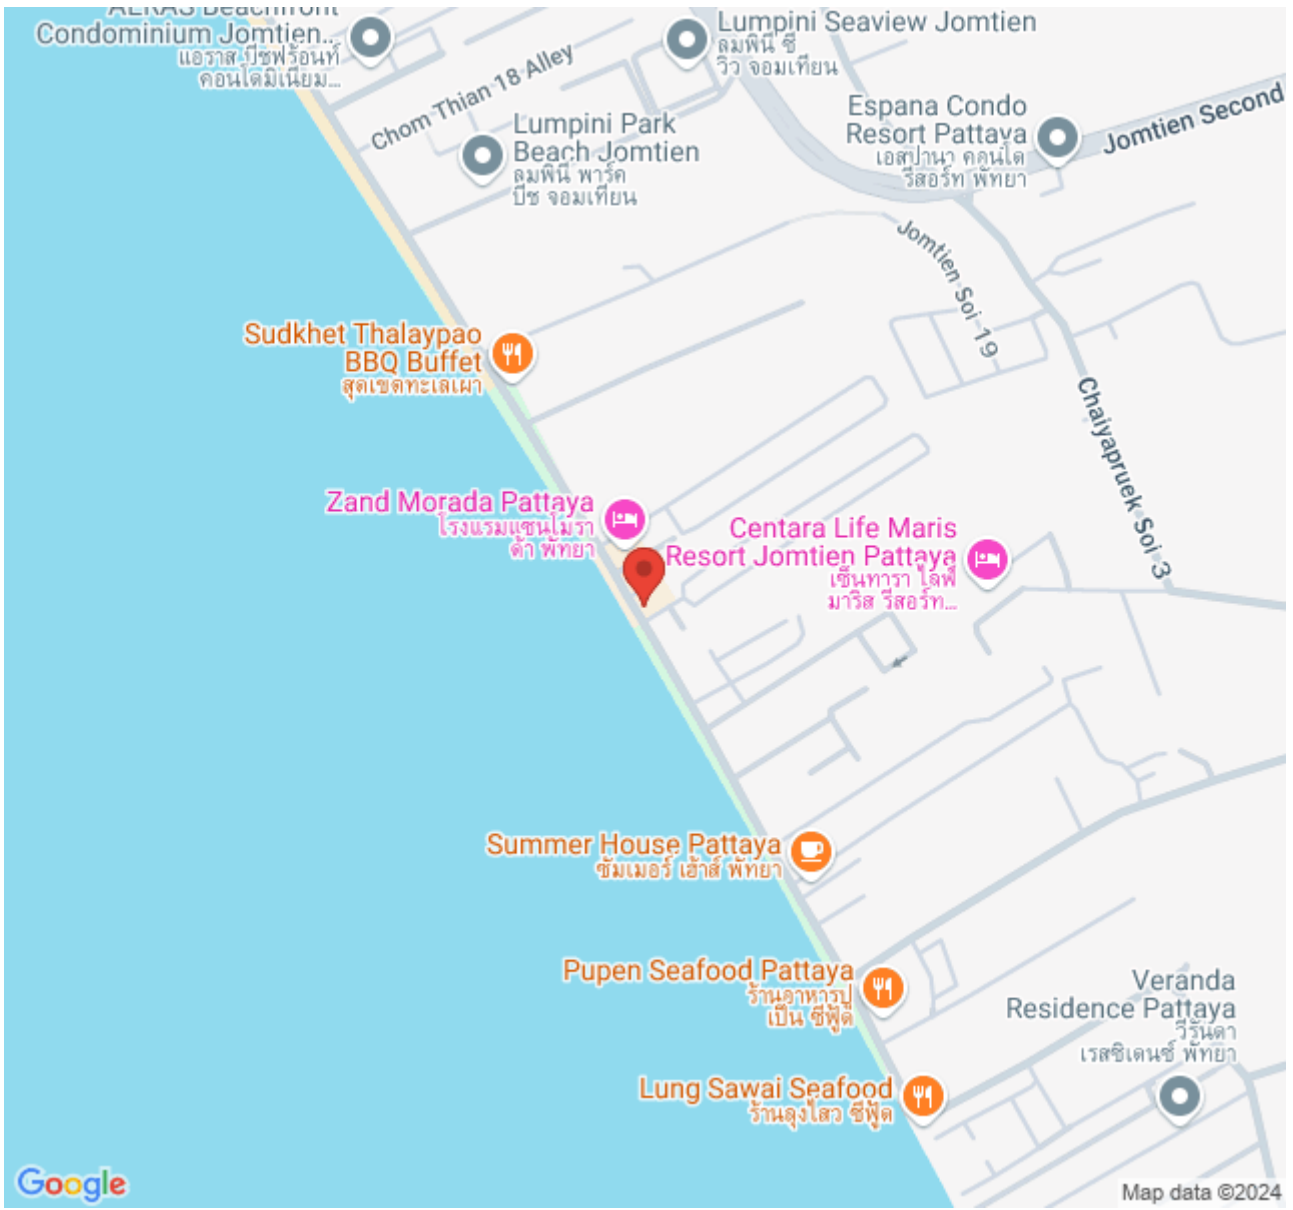 AERAS Beachfront
Condominium Jomtien...
แอราส บีชฟร้อนท์
คอนโดมิเนียม...
Lumpini Seaview Jomtien
ลุมพินี ซี
วิว จอมเทียน
Chom Thian 18 Alley
Lumpini Park
Beach Jomtien
ลุมพินี พาร์ค
บีช จอมเทียน
Espana Condo
Resort Pattaya
เอสปานา คอนโด
รีสอร์ท พัทยา
Jomtien Second
Jomtien Soi 19
Sudkhet Thalaypao
BBQ Buffet
สุดเขตทะเลเผา
Chaiyapruek Soi 3
Zand Morada Pattaya
โรงแรมแซนโมรา
ด้า พัทยา
Centara Life Maris
Resort Jomtien Pattaya
เซ็นทารา ไลฟ์
มาริส รีสอร์ท...
Summer House Pattaya
ซัมเมอร์ เฮ้าส์ พัทยา
Pupen Seafood Pattaya
ร้านอาหารปู
เป็น ซีฟู้ด
Veranda
Residence Pattaya
วีรันดา
เรสซิเดนซ์ พัทยา
Lung Sawai Seafood
ร้านลุงไสว ซีฟู้ด
Google
Map data ©2024